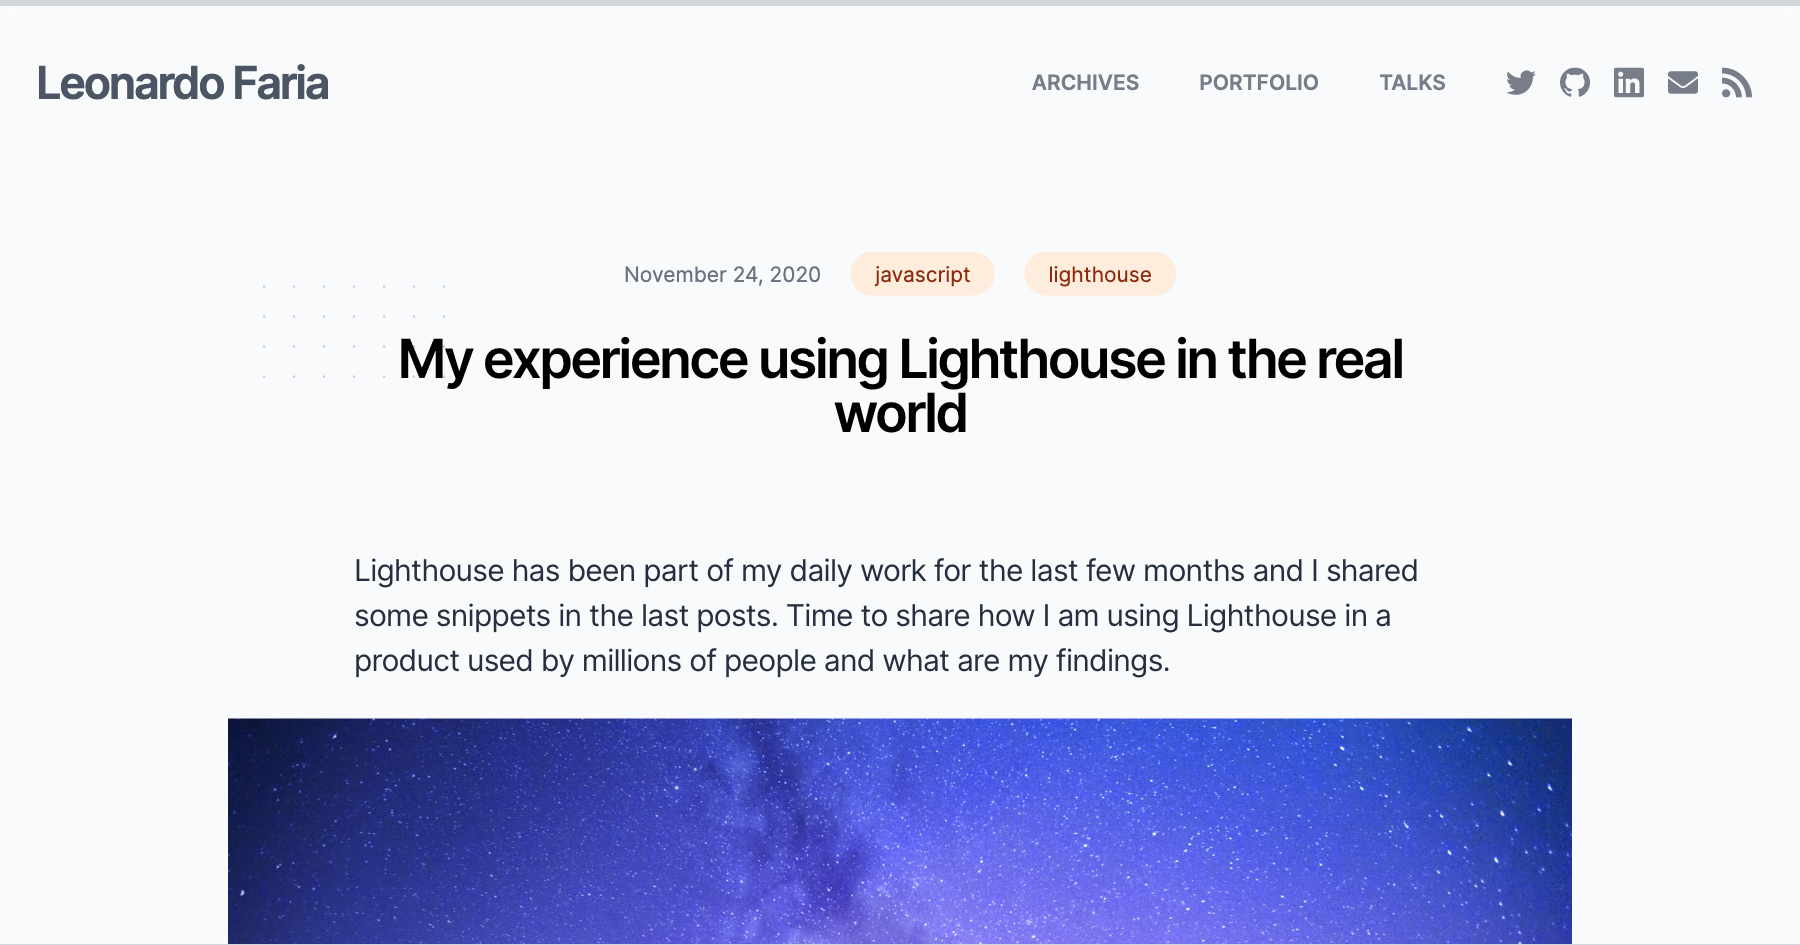 Leonardo Faria
ARCHIVES PORTFOLIO TALKS
November 24, 2020 javascript lighthouse
My experience using Lighthouse in the real
world
Lighthouse has been part of my daily work for the last few months and I shared
some snippets in the last posts. Time to share how I am using Lighthouse in a
product used by millions of people and what are my findings.